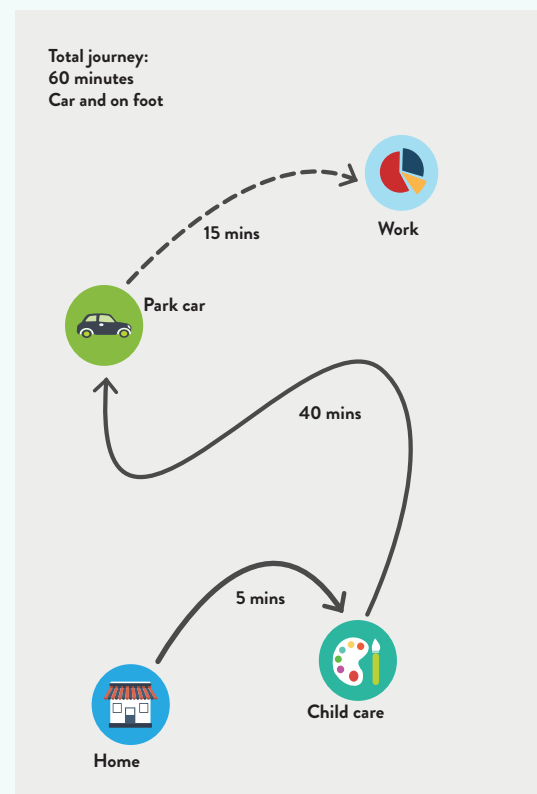 Total journey:
60 minutes
Car and on foot
Work
15 mins
Park car
40 mins
5 mins
Child care
Home